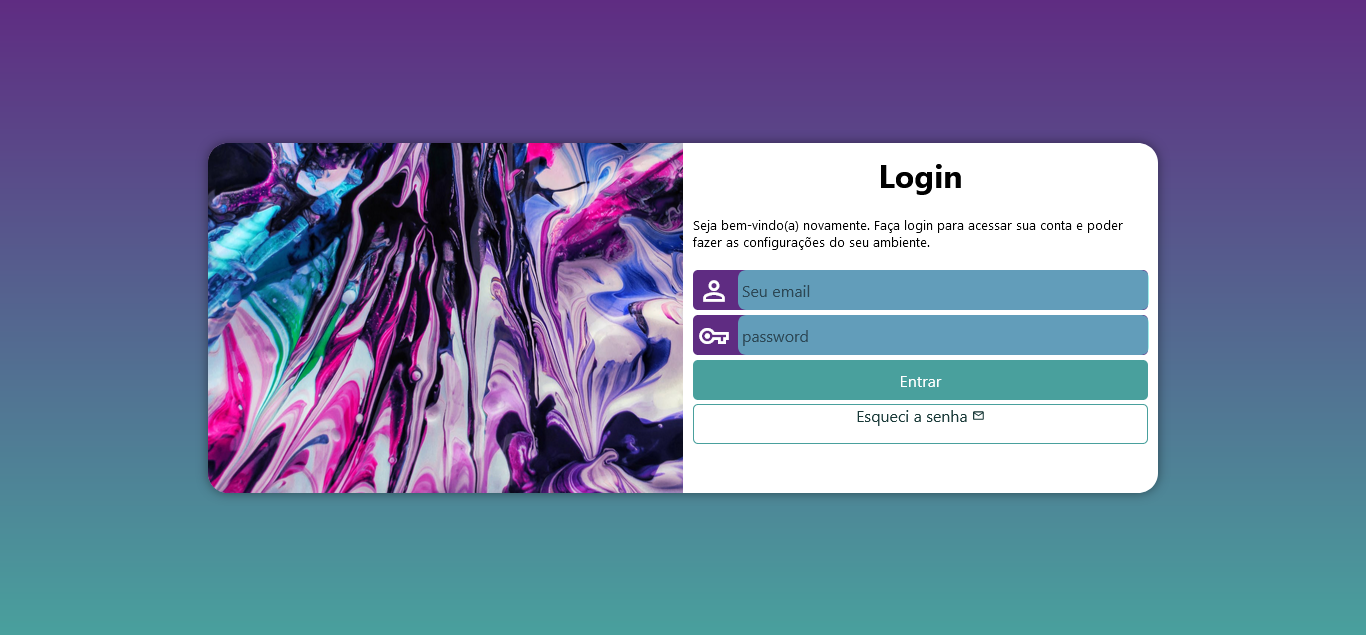 Login
Seja bem-vindo(a) novamente. Faça login para acessar sua conta e poder
fazer as configurações do seu ambiente.
Seu email
password
Entrar
Esqueci a senha